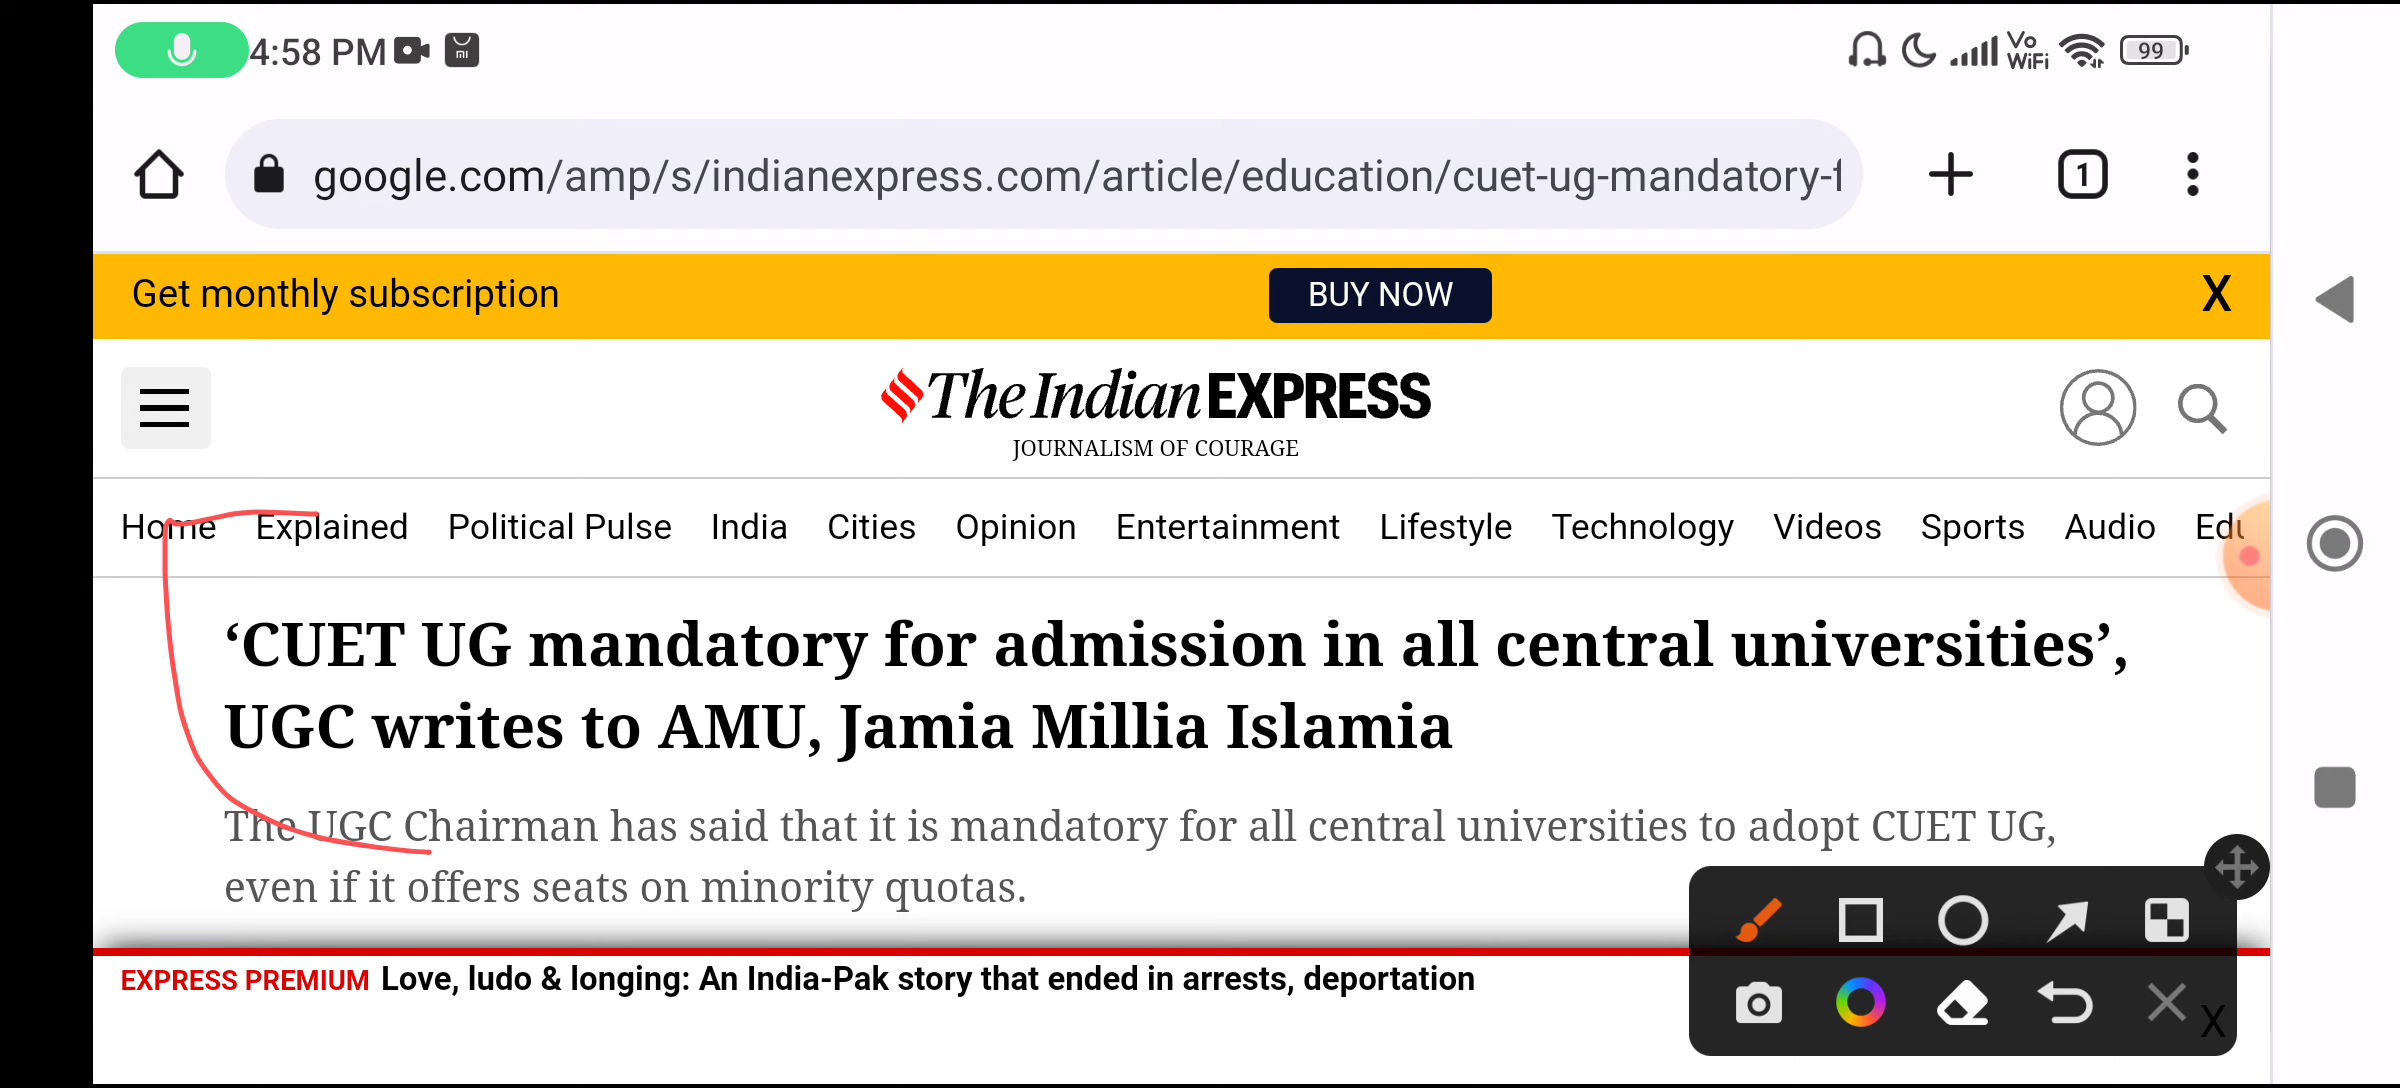 4:58 PM
Vo
WiFi
99
google.com/amp/s/indianexpress.com/article/education/cuet-ug-mandatory-f
1
Get monthly subscription
BUY NOW
X
The Indian EXPRESS
JOURNALISM OF COURAGE
Home Explained Political Pulse India Cities Opinion Entertainment Lifestyle Technology Videos Sports Audio Edu
‘CUET UG mandatory for admission in all central universities’,
UGC writes to AMU, Jamia Millia Islamia
The UGC Chairman has said that it is mandatory for all central universities to adopt CUET UG,
even if it offers seats on minority quotas.
EXPRESS PREMIUM Love, ludo & longing: An India-Pak story that ended in arrests, deportation
X